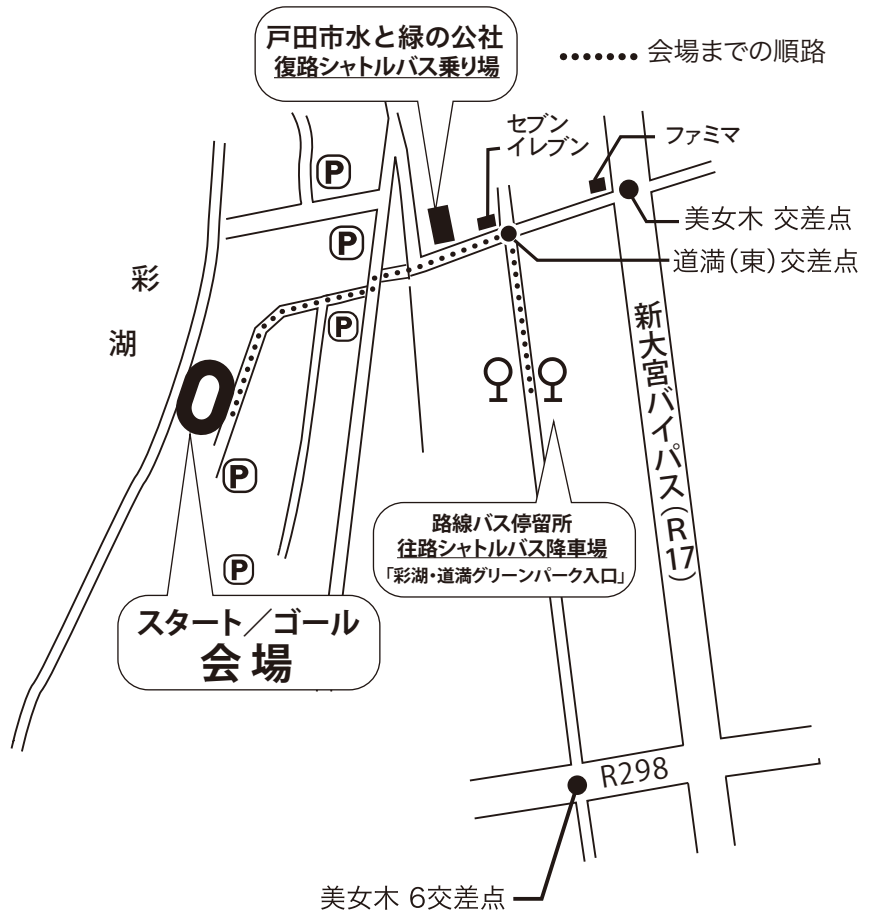 戸田市水と緑の公社
復路シャトルバス乗り場
会場までの順路
セブン
イレブン
ファミマ
P
美女木 交差点
P
道満(東)交差点
彩
湖
P
新大宮バイパス(R17)
P
路線バス停留所
往路シャトルバス降車場
「彩湖・道満グリーンパーク入口」
P
スタート／ゴール
会場
R298
美女木 6交差点